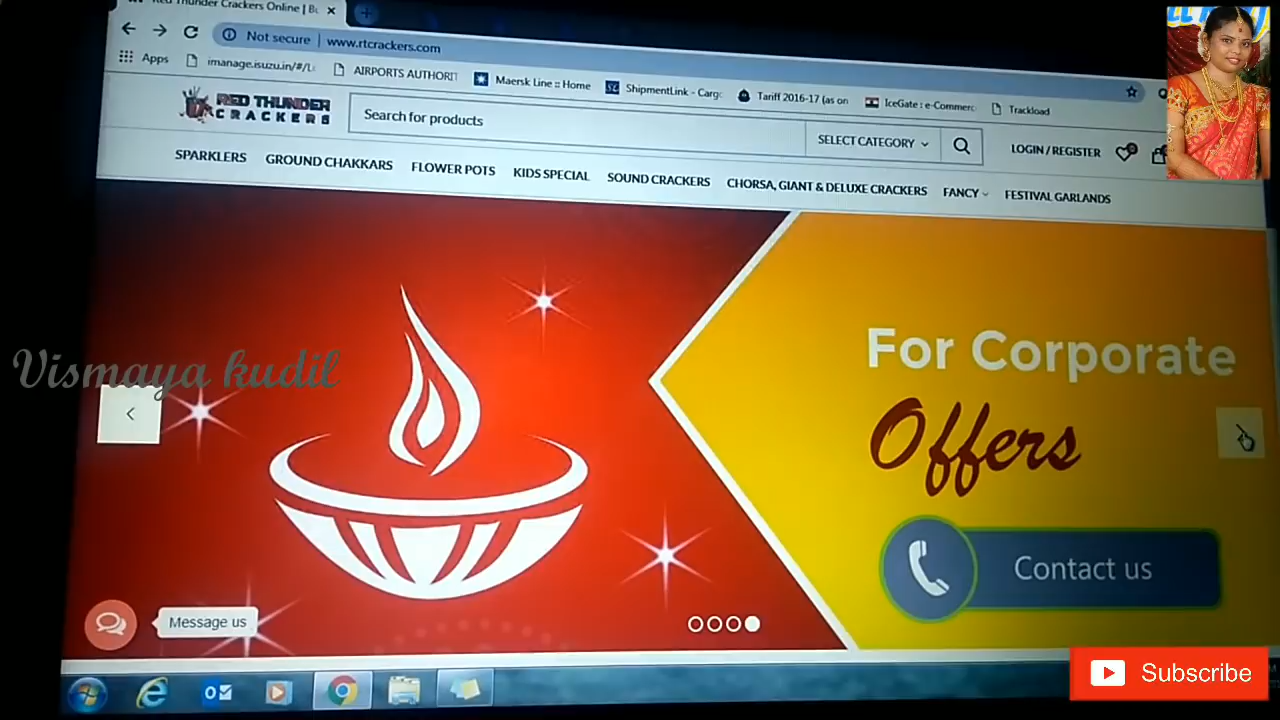 Red Thunder Crackers Online | Bu
Not secure | www.rtcrackers.com
Apps
imanage.isuzu.in/#/L
AIRPORTS AUTHORIT
Maersk Line :: Home
ShipmentLink - Cargo
Tariff 2016-17 (as on
IceGate : e-Commerc
Trackload
RED THUNDER
CRACKERS
Search for products
SELECT CATEGORY
LOGIN / REGISTER
0
SPARKLERS
GROUND CHAKKARS
FLOWER POTS
KIDS SPECIAL
SOUND CRACKERS
CHORSA, GIANT & DELUXE CRACKERS
FANCY
FESTIVAL GARLANDS
For Corporate
Offers
Contact us
Vismaya kudil
Message us
Subscribe